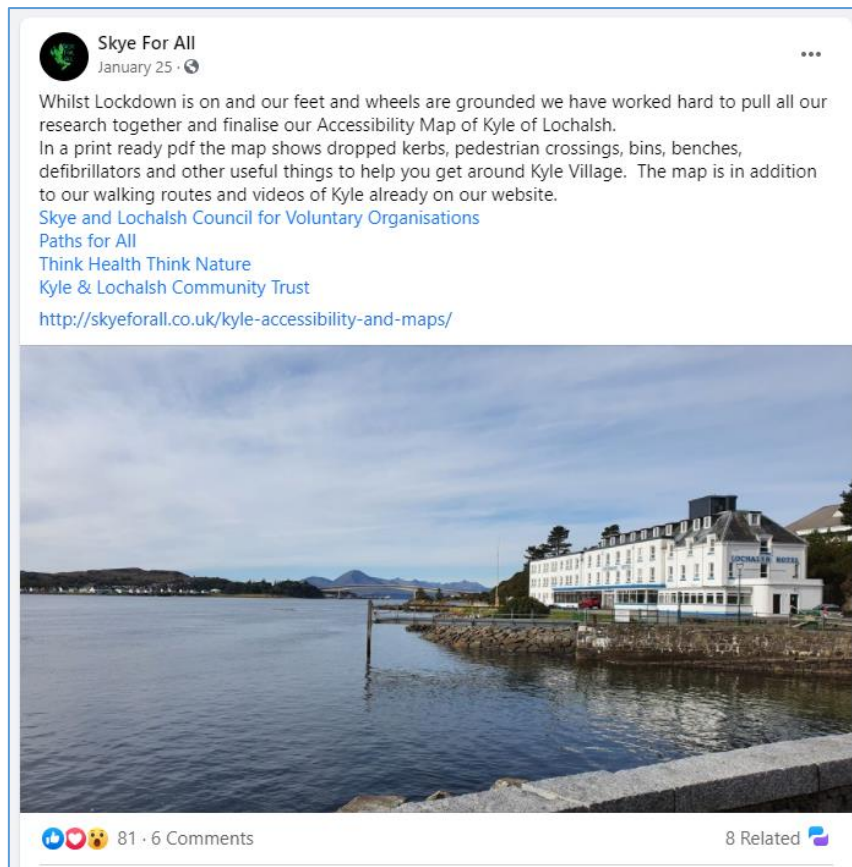 Skye For All
January 25 ·
Whilst Lockdown is on and our feet and wheels are grounded we have worked hard to pull all our
research together and finalise our Accessibility Map of Kyle of Lochalsh.
In a print ready pdf the map shows dropped kerbs, pedestrian crossings, bins, benches,
defibrillators and other useful things to help you get around Kyle Village.  The map is in addition
to our walking routes and videos of Kyle already on our website.
Skye and Lochalsh Council for Voluntary Organisations
Paths for All
Think Health Think Nature
Kyle & Lochalsh Community Trust
http://skyeforall.co.uk/kyle-accessibility-and-maps/
LOCHALSH HOTEL
81 · 6 Comments
8 Related